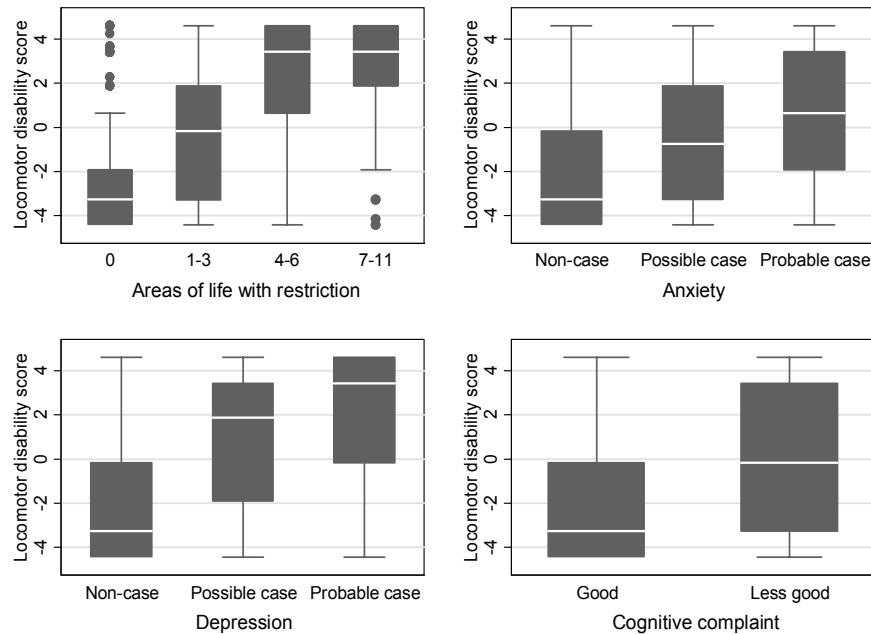 Locomotor disability score
4
2
0
-2
-4
0 1-3 4-6 7-11
Areas of life with restriction
Locomotor disability score
4
2
0
-2
-4
Non-case Possible case Probable case
Anxiety
Locomotor disability score
4
2
0
-2
-4
Non-case Possible case Probable case
Depression
Locomotor disability score
4
2
0
-2
-4
Good Less good
Cognitive complaint